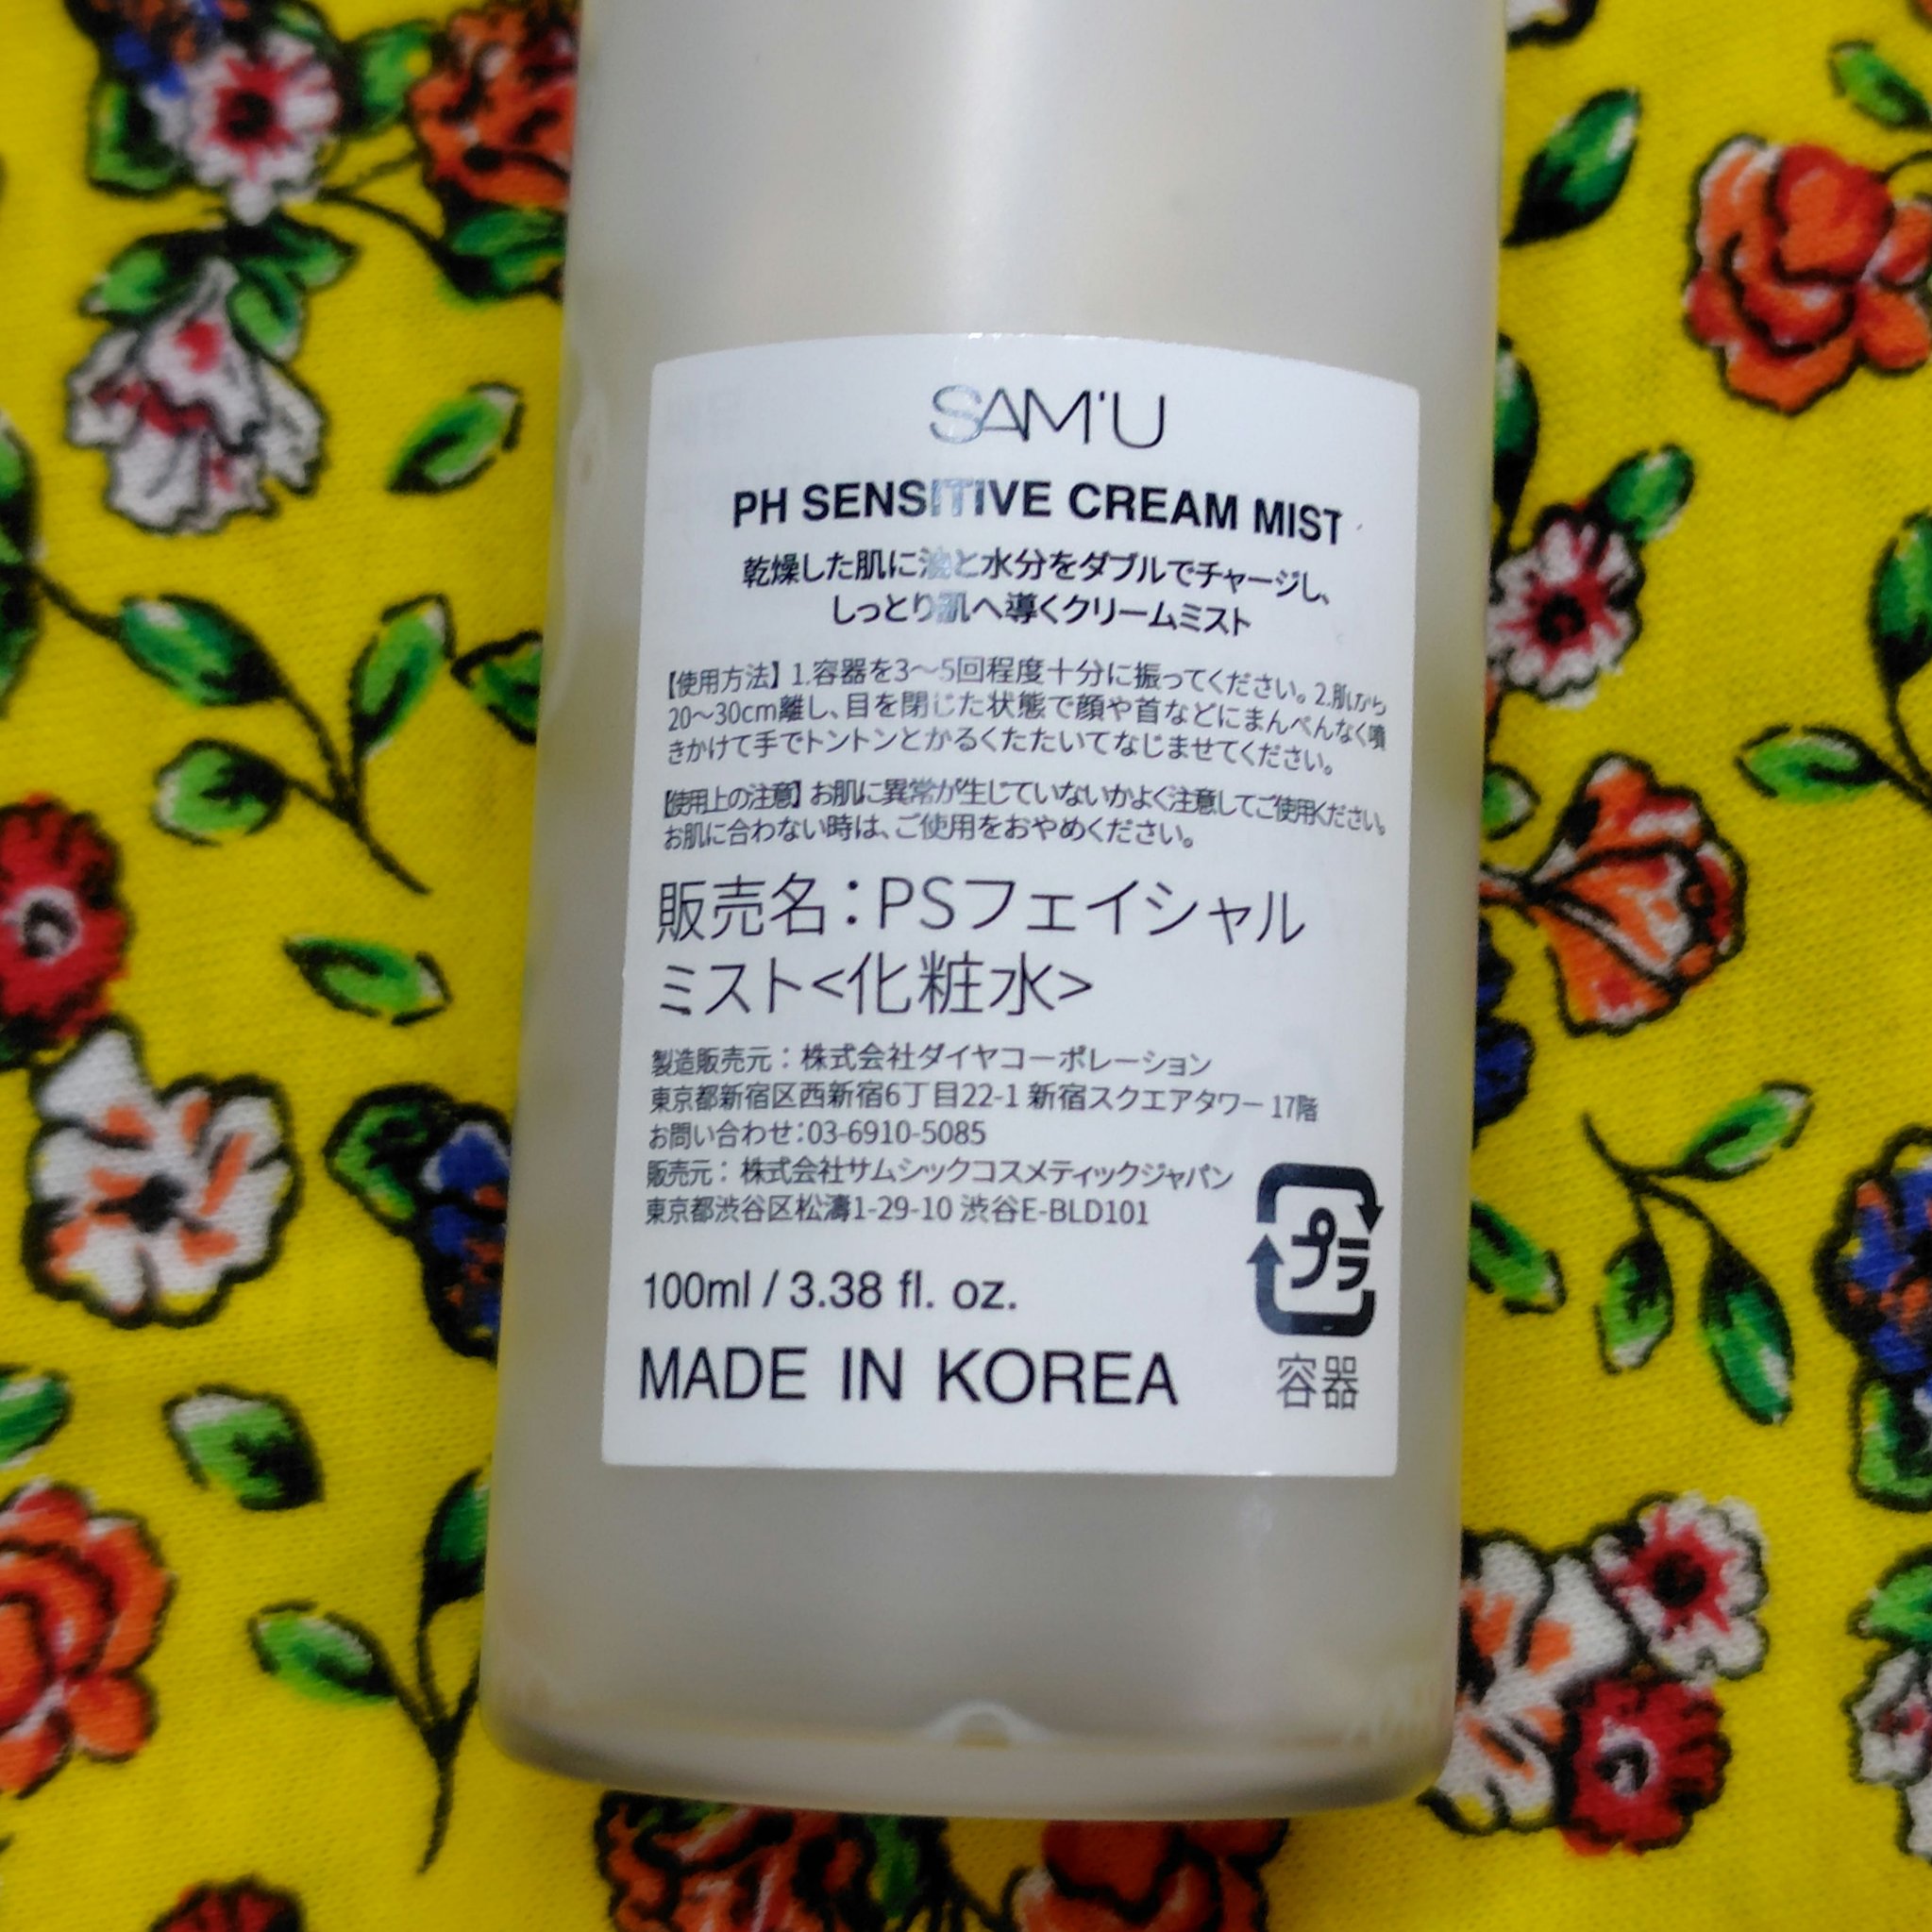 SAM'U
PH SENSITIVE CREAM MIST
乾燥した肌に油と水分をダブルでチャージし、
しっとり肌へ導くクリームミスト
【使用方法】1.容器を3～5回程度十分に振ってください。2.肌から
20～30cm離し、目を閉じた状態で顔や首などにまんべんなく噴
きかけて手でトントンとかるくたたいてなじませてください。
【使用上の注意】お肌に異常が生じていないかよく注意してご使用ください。
お肌に合わない時は、ご使用をおやめください。
販売名：PSフェイシャル
ミスト<化粧水>
製造販売元：株式会社ダイヤコーポレーション
東京都新宿区西新宿6丁目22-1 新宿スクエアタワー 17階
お問い合わせ：03-6910-5085
販売元：株式会社サムシックコスメティックジャパン
東京都渋谷区松濤1-29-10 渋谷E-BLD101
プラ
100ml / 3.38 fl. oz.
MADE IN KOREA
容器